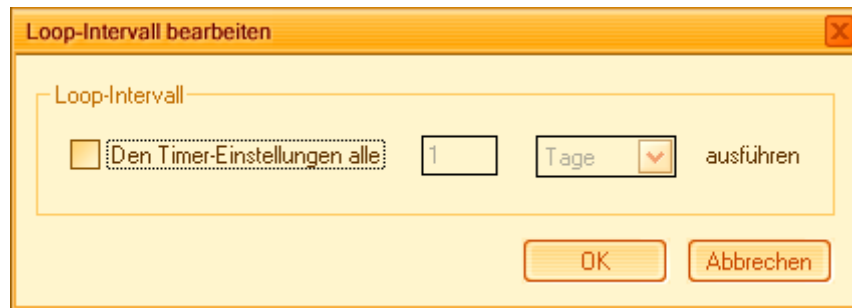 Loop-Intervall bearbeiten
Loop-Intervall
Den Timer-Einstellungen alle 1 Tage ausführen
OK Abbrechen